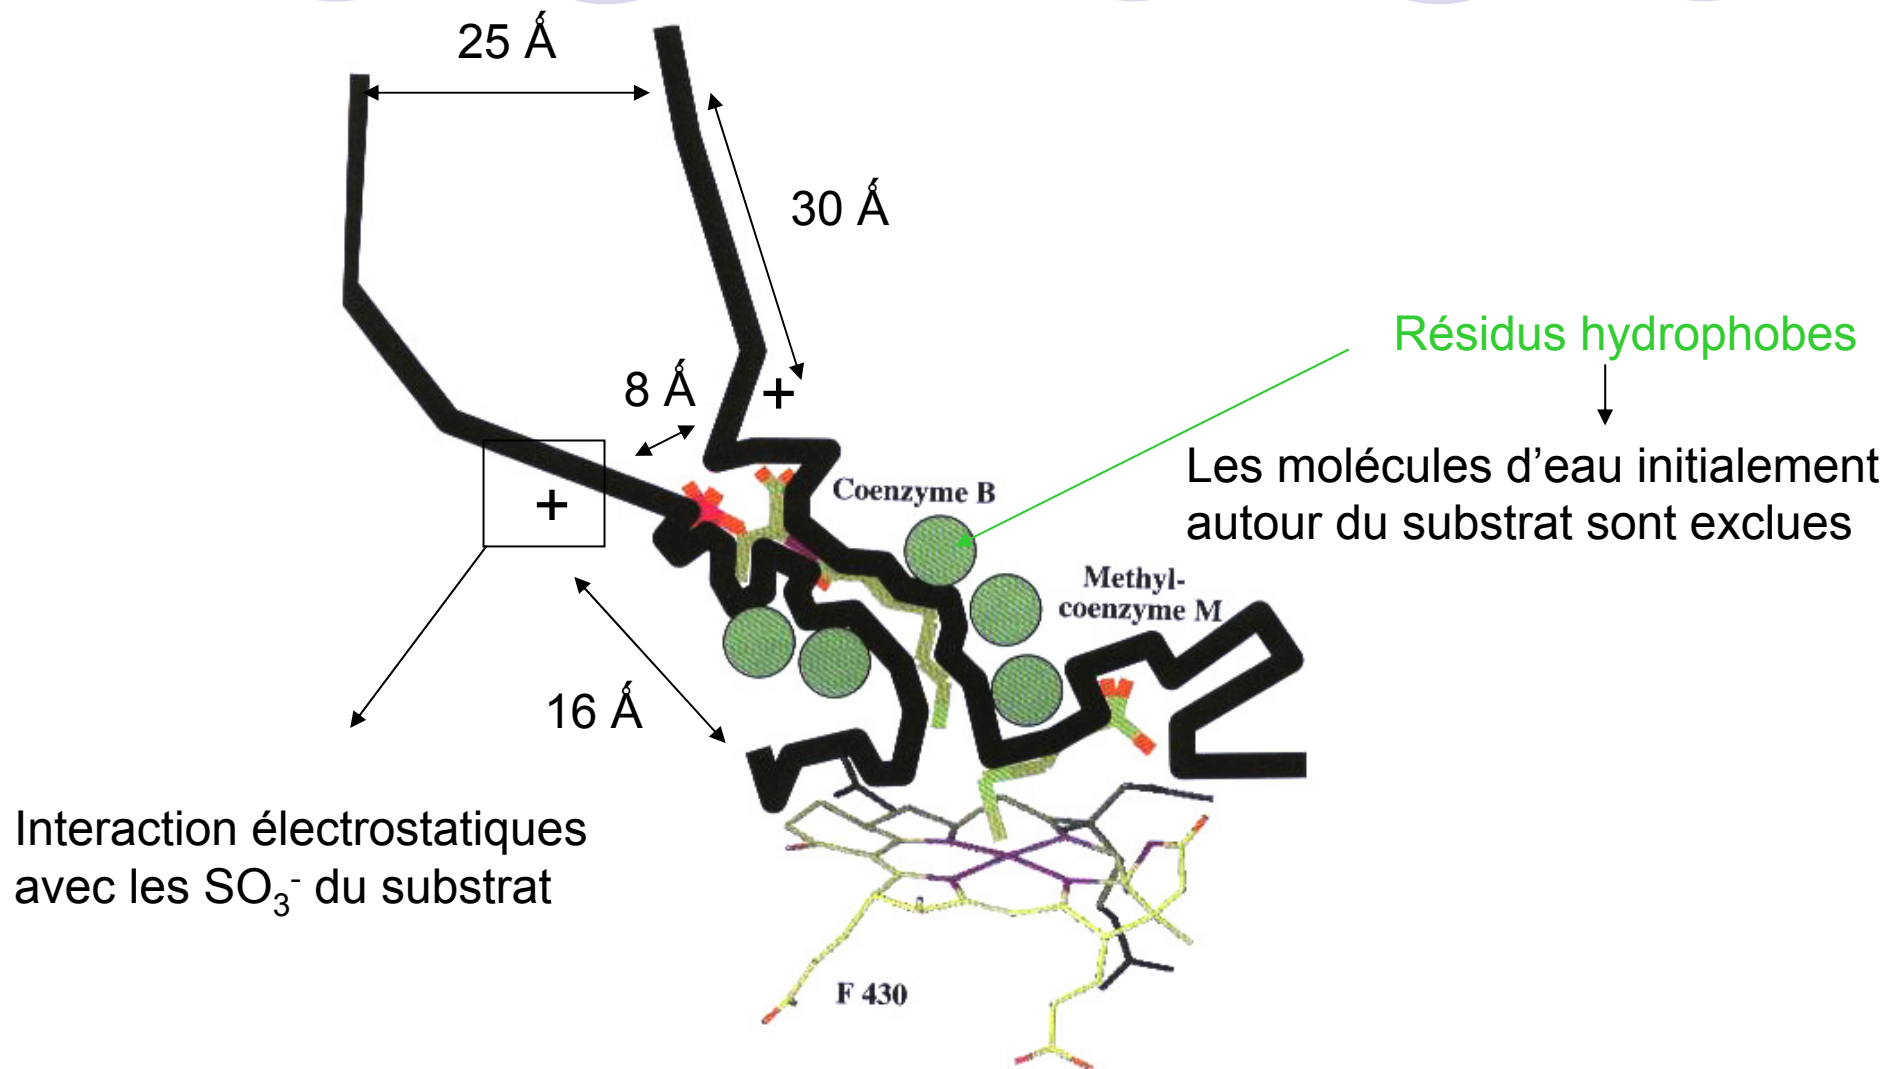 25 Ǻ
30 Ǻ
Résidus hydrophobes
8 Ǻ
+
Les molécules d’eau initialement
autour du substrat sont exclues
Coenzyme B
+
Methyl-
coenzyme M
16 Ǻ
Interaction électrostatiques
avec les SO₃⁻ du substrat
F 430